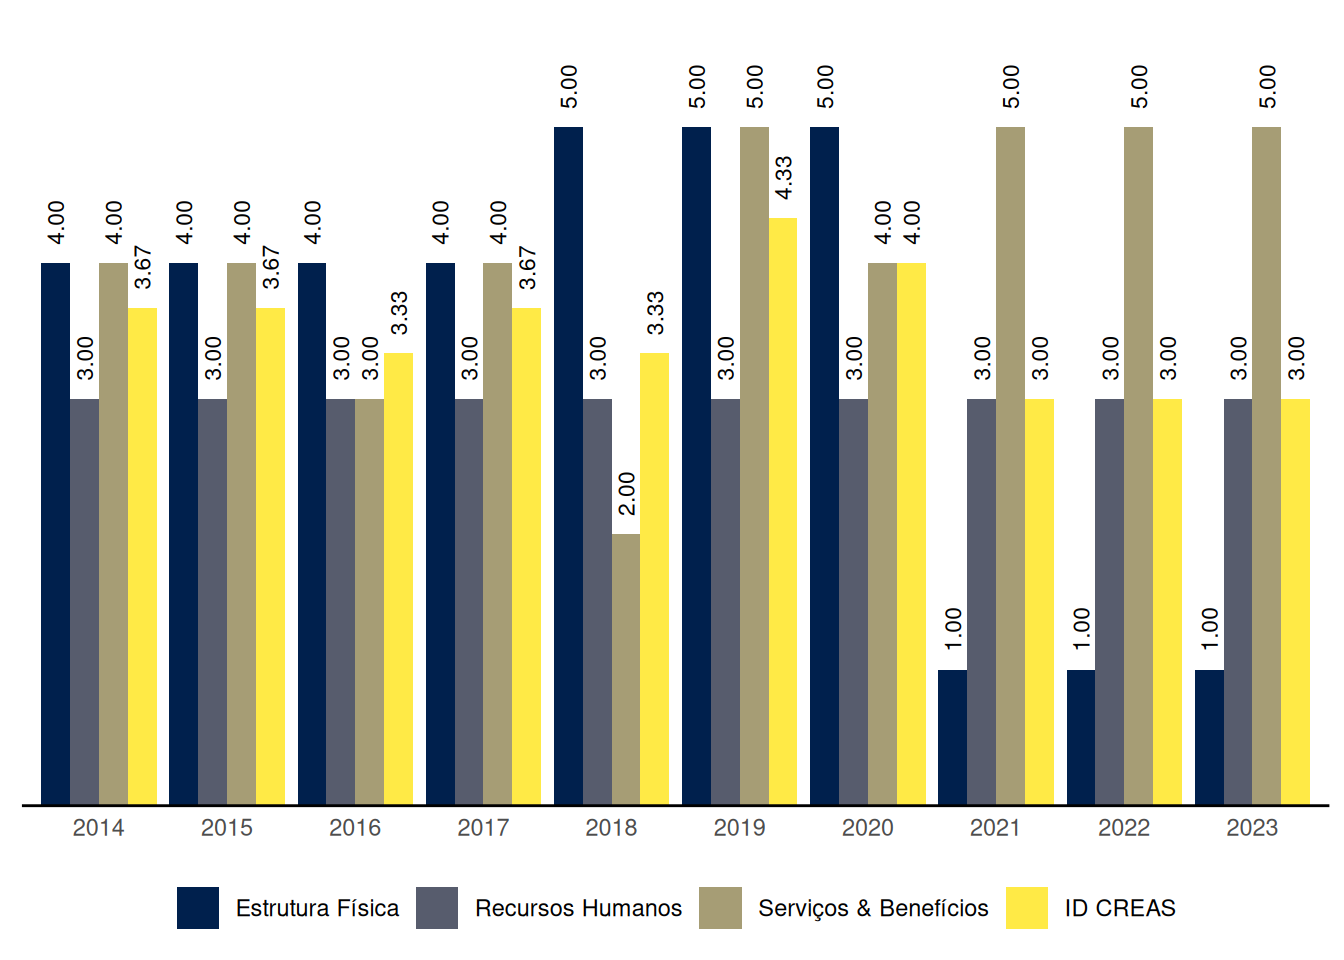 4.00 3.00 4.00 3.67 4.00 3.00 4.00 3.67 4.00 3.00 3.00 3.33 4.00 3.00 4.00 3.67 5.00 3.00 2.00 3.33 5.00 3.00 5.00 4.33 5.00 3.00 4.00 4.00 1.00 3.00 5.00 3.00 1.00 3.00 5.00 3.00 1.00 3.00 5.00 3.00
2014 2015 2016 2017 2018 2019 2020 2021 2022 2023
Estrutura Física Recursos Humanos Serviços & Benefícios ID CREAS